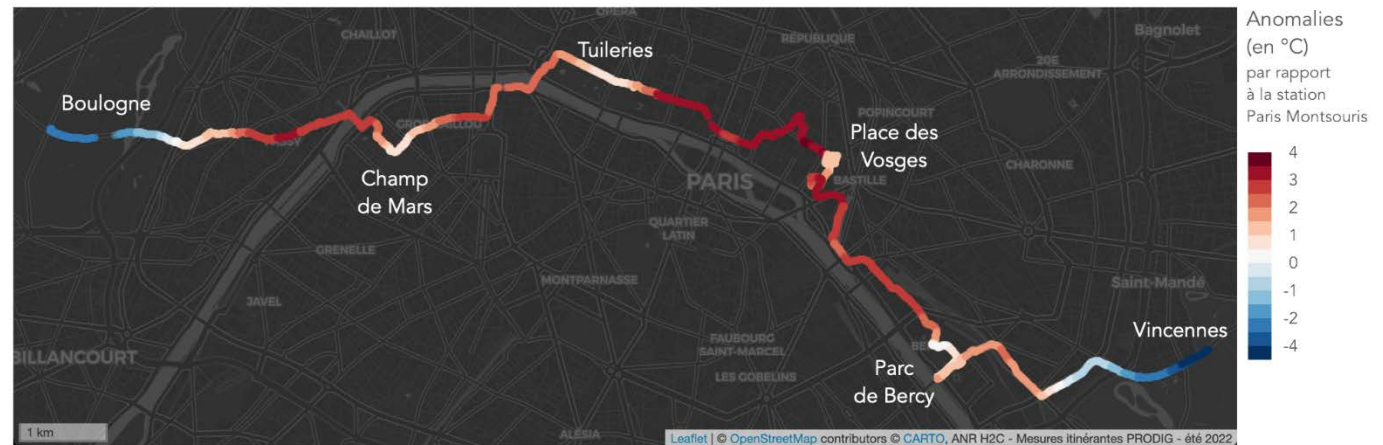 OPÉRA
Anomalies
(en °C)
par rapport
à la station
Paris Montsouris
4
3
2
1
0
-1
-2
-4
CHAILLOT
Tuileries
RÉPUBLIQUE
Bagnolet
20E
ARRONDISSEMENT
Boulogne
POPINCOURT
Place des
Vosges
CHARONNE
Champ
de Mars
PARIS
BASTILLE
QUARTIER
LATIN
GRENELLE
MONTPARNASSE
Saint-Mandé
JAVEL
Vincennes
BILLANCOURT
FAUBOURG
SAINT-MARCEL
LES GOBELINS
Parc
de Bercy
1 km
ALÉSIA
Leaflet | © OpenStreetMap contributors © CARTO, ANR H2C - Mesures itinérantes PRODIG - été 2022